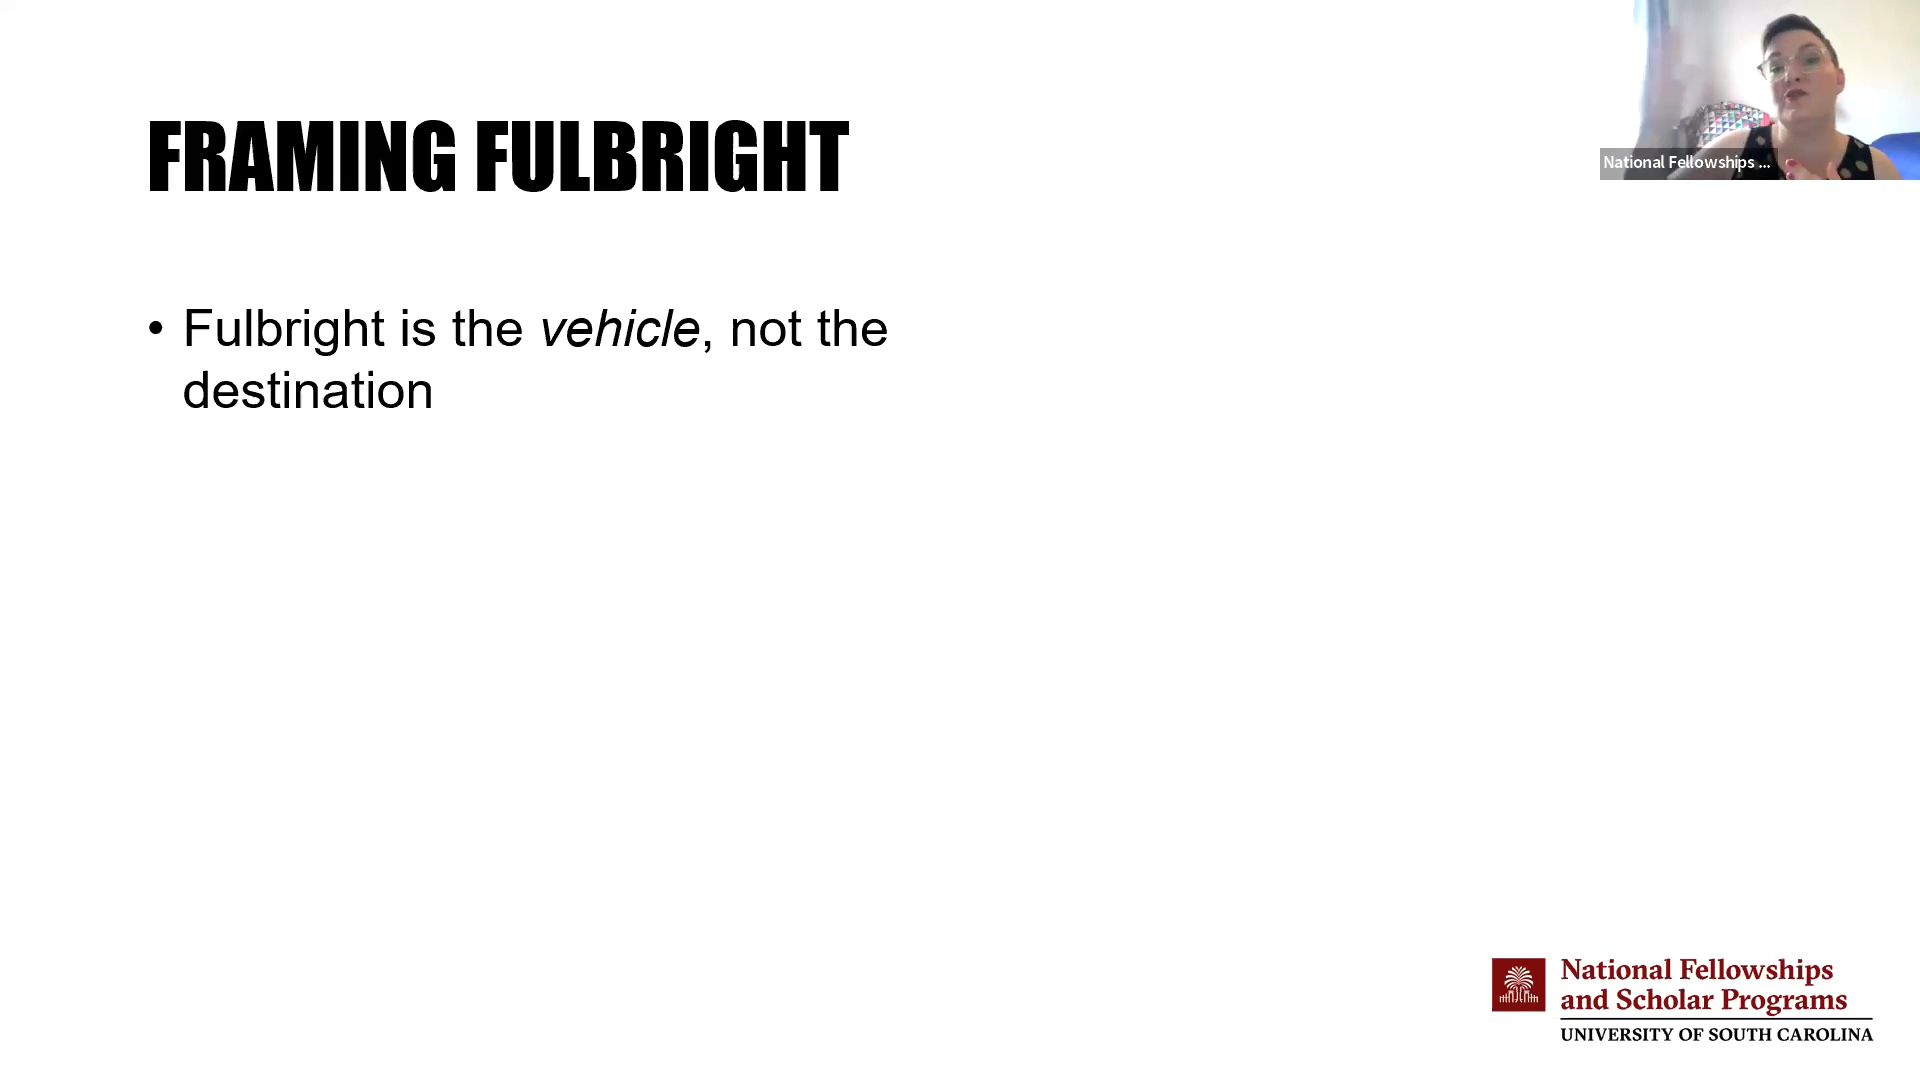 FRAMING FULBRIGHT
National Fellowships ...
• Fulbright is the vehicle, not the
destination
National Fellowships
and Scholar Programs
UNIVERSITY OF SOUTH CAROLINA